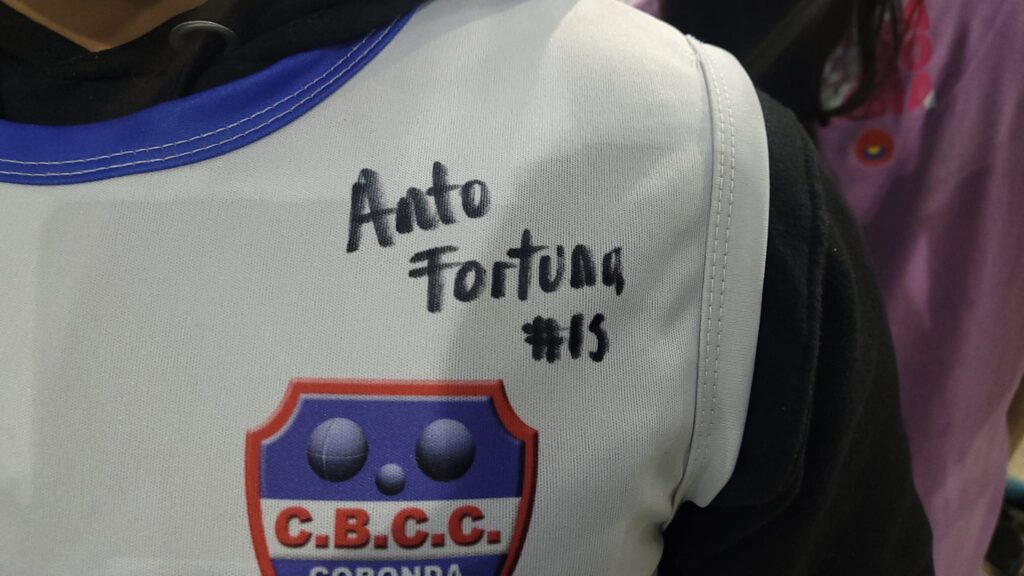 Anto
Fortuna
#15
C.B.C.C.
CORONDA